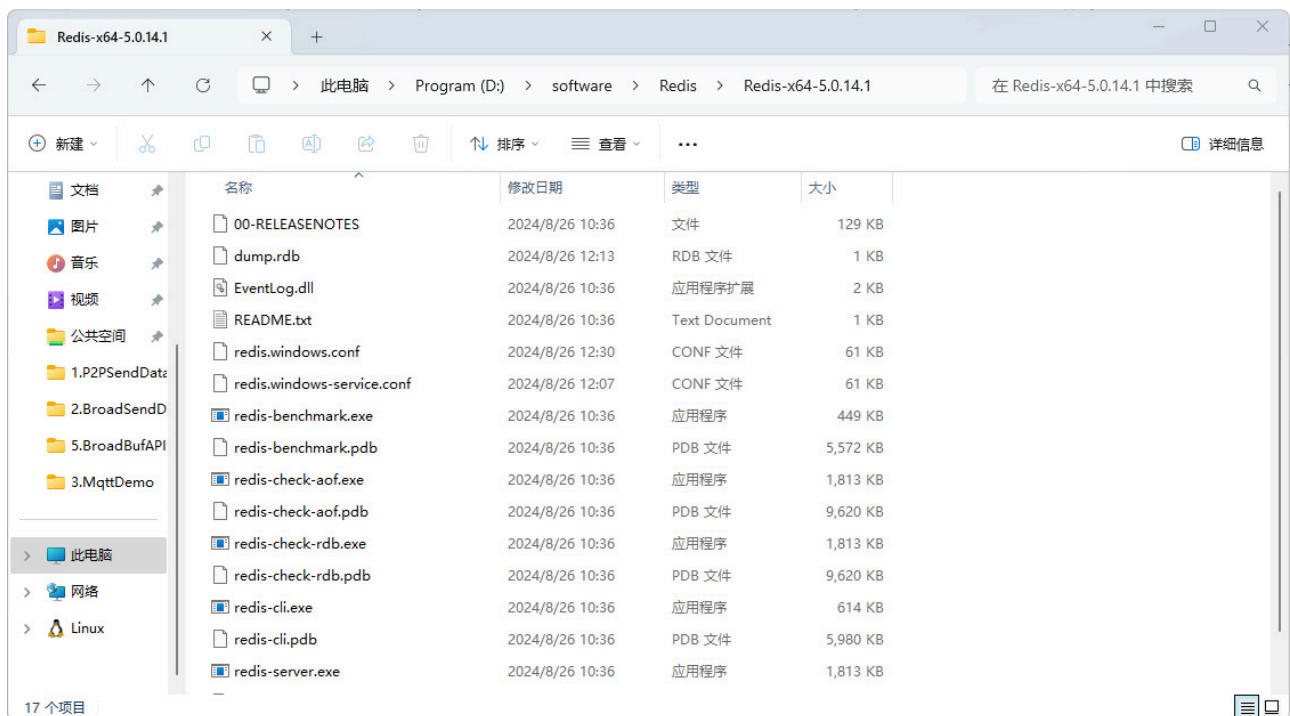 Redis-x64-5.0.14.1
此电脑 > Program (D:) > software > Redis > Redis-x64-5.0.14.1
在 Redis-x64-5.0.14.1 中搜索
新建 排序 查看 ... 详细信息
文档
图片
音乐
视频
公共空间
1.P2PSendData
2.BroadSendD
5.BroadBufAPI
3.MqttDemo
此电脑
网络
Linux
名称 修改日期 类型 大小
00-RELEASENOTES 2024/8/26 10:36 文件 129 KB
dump.rdb 2024/8/26 12:13 RDB 文件 1 KB
EventLog.dll 2024/8/26 10:36 应用程序扩展 2 KB
README.txt 2024/8/26 10:36 Text Document 1 KB
redis.windows.conf 2024/8/26 12:30 CONF 文件 61 KB
redis.windows-service.conf 2024/8/26 12:07 CONF 文件 61 KB
redis-benchmark.exe 2024/8/26 10:36 应用程序 449 KB
redis-benchmark.pdb 2024/8/26 10:36 PDB 文件 5,572 KB
redis-check-aof.exe 2024/8/26 10:36 应用程序 1,813 KB
redis-check-aof.pdb 2024/8/26 10:36 PDB 文件 9,620 KB
redis-check-rdb.exe 2024/8/26 10:36 应用程序 1,813 KB
redis-check-rdb.pdb 2024/8/26 10:36 PDB 文件 9,620 KB
redis-cli.exe 2024/8/26 10:36 应用程序 614 KB
redis-cli.pdb 2024/8/26 10:36 PDB 文件 5,980 KB
redis-server.exe 2024/8/26 10:36 应用程序 1,813 KB
17 个项目